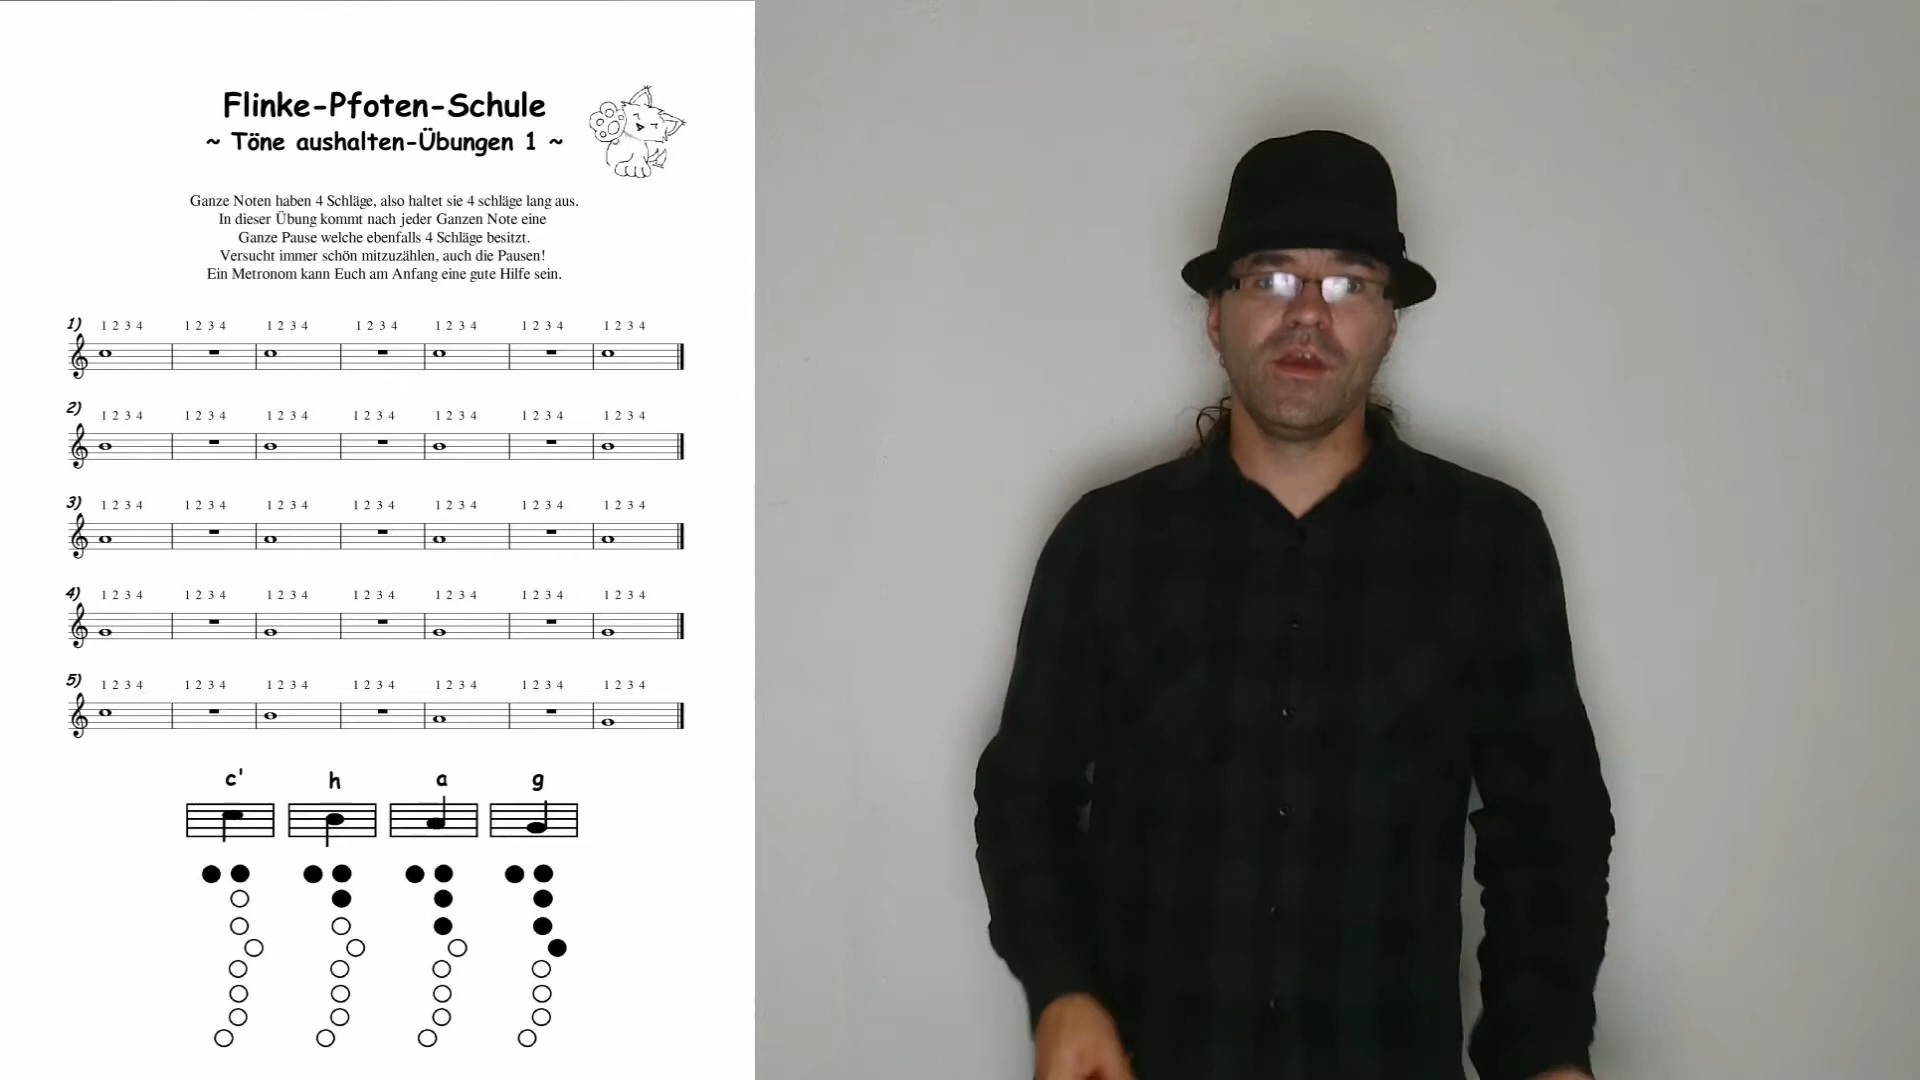 Flinke-Pfoten-Schule
~ Töne aushalten-Übungen 1 ~
Ganze Noten haben 4 Schläge, also haltet sie 4 schläge lang aus.
In dieser Übung kommt nach jeder Ganzen Note eine
Ganze Pause welche ebenfalls 4 Schläge besitzt.
Versucht immer schön mitzuzählen, auch die Pausen!
Ein Metronom kann Euch am Anfang eine gute Hilfe sein.
1) 1 2 3 4 1 2 3 4 1 2 3 4 1 2 3 4 1 2 3 4 1 2 3 4 1 2 3 4
2) 1 2 3 4 1 2 3 4 1 2 3 4 1 2 3 4 1 2 3 4 1 2 3 4 1 2 3 4
3) 1 2 3 4 1 2 3 4 1 2 3 4 1 2 3 4 1 2 3 4 1 2 3 4 1 2 3 4
4) 1 2 3 4 1 2 3 4 1 2 3 4 1 2 3 4 1 2 3 4 1 2 3 4 1 2 3 4
5) 1 2 3 4 1 2 3 4 1 2 3 4 1 2 3 4 1 2 3 4 1 2 3 4 1 2 3 4
c' h a g